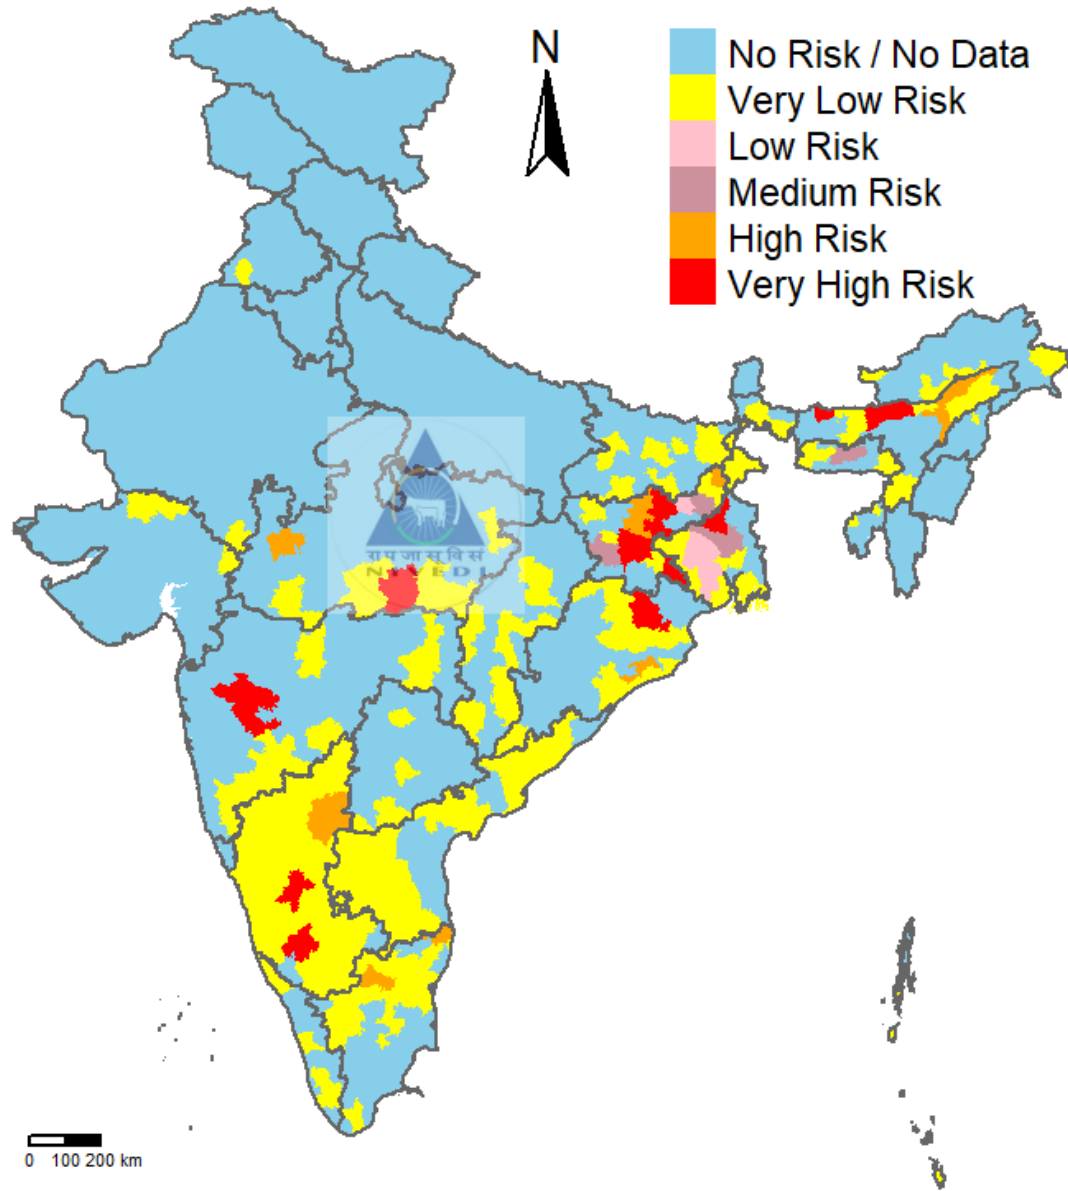 N
No Risk / No Data
Very Low Risk
Low Risk
Medium Risk
High Risk
Very High Risk
रा प जा सू वि सं
NIVEDI
0 100 200 km